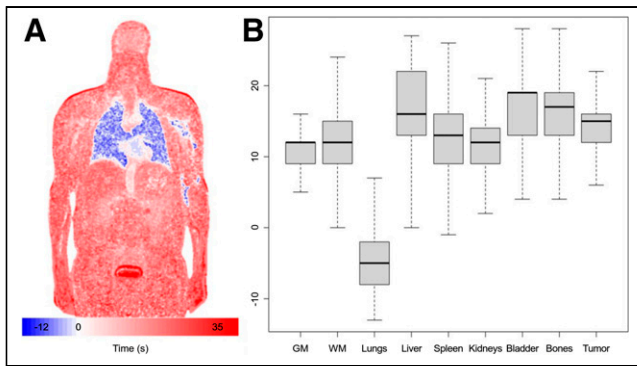 A
B
-12 0 35
Time (s)
20
10
0
-10
GM WM Lungs Liver Spleen Kidneys Bladder Bones Tumor